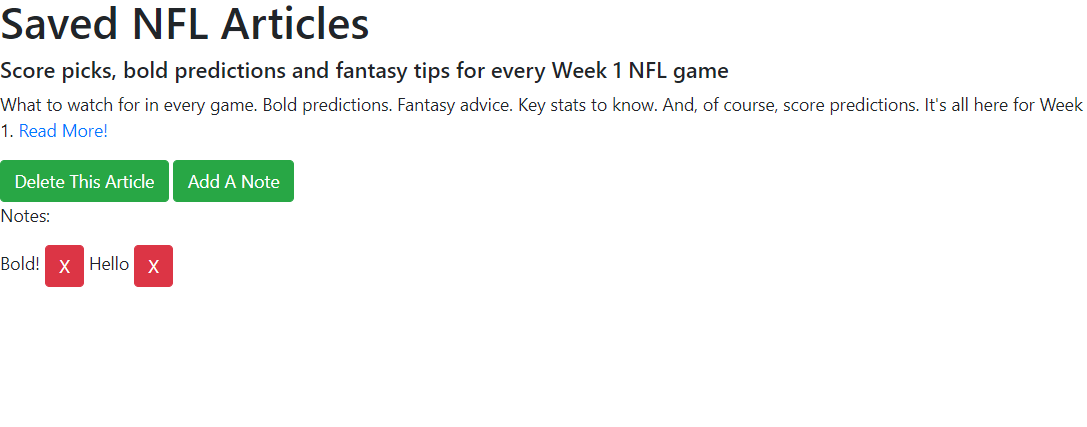 Saved NFL Articles
Score picks, bold predictions and fantasy tips for every Week 1 NFL game
What to watch for in every game. Bold predictions. Fantasy advice. Key stats to know. And, of course, score predictions. It's all here for Week
1. Read More!
Delete This Article Add A Note
Notes:
Bold! X Hello X